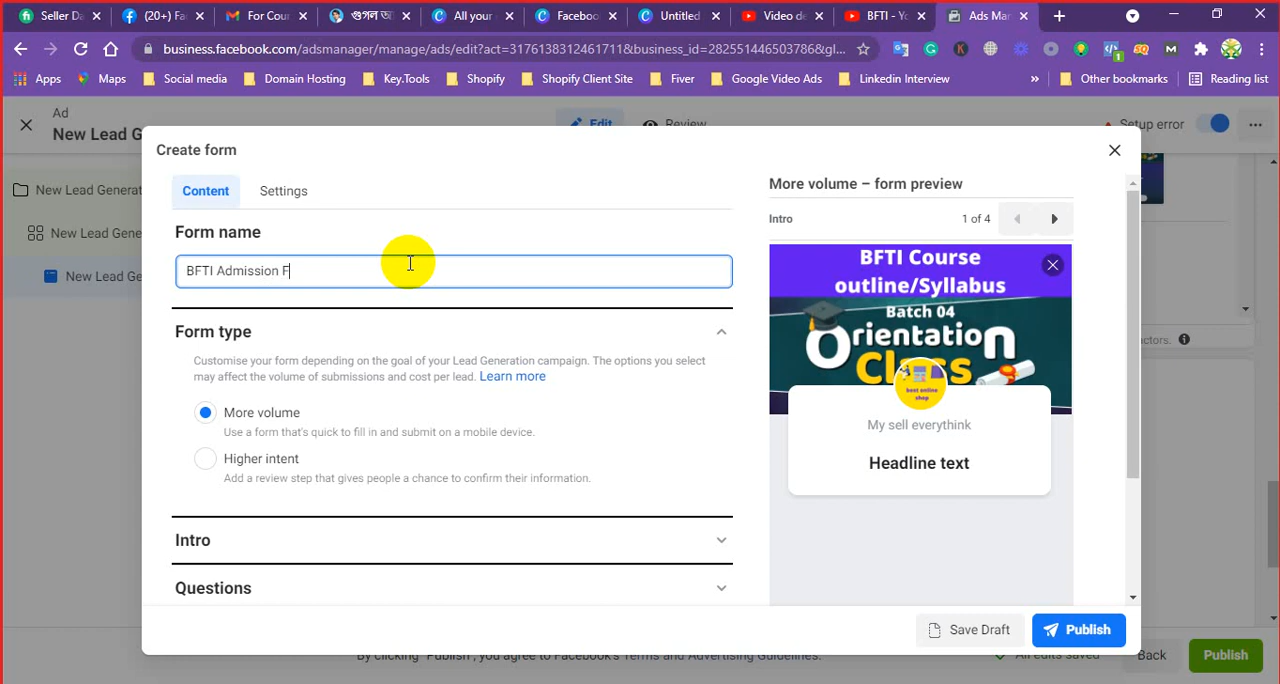 Seller Da
(20+) Fa
For Cour
গুগল অ
All your
Faceboo
Untitled
Video de
BFTI - Yo
Ads Mar
business.facebook.com/adsmanager/manage/ads/edit?act=3176138312461711&business_id=282551446503786&gl...
Apps
Maps
Social media
Domain Hosting
Key.Tools
Shopify
Shopify Client Site
Fiver
Google Video Ads
Linkedin Interview
»
Other bookmarks
Reading list
Ad
New Lead G
Edit
Review
Setup error
New Lead Generat
New Lead Gene
New Lead Ge
Create form
Content
Settings
Form name
BFTI Admission F
Form type
Customise your form depending on the goal of your Lead Generation campaign. The options you select
may affect the volume of submissions and cost per lead. Learn more
More volume
Use a form that's quick to fill in and submit on a mobile device.
Higher intent
Add a review step that gives people a chance to confirm their information.
Intro
Questions
More volume – form preview
Intro
1 of 4
BFTI Course
outline/Syllabus
Batch 04
Orientation
Class
bent online
shop
My sell everythink
Headline text
Save Draft
Publish
actors.
By clicking "Publish", you agree to Facebook's Terms and Advertising Guidelines.
All edits saved
Back
Publish